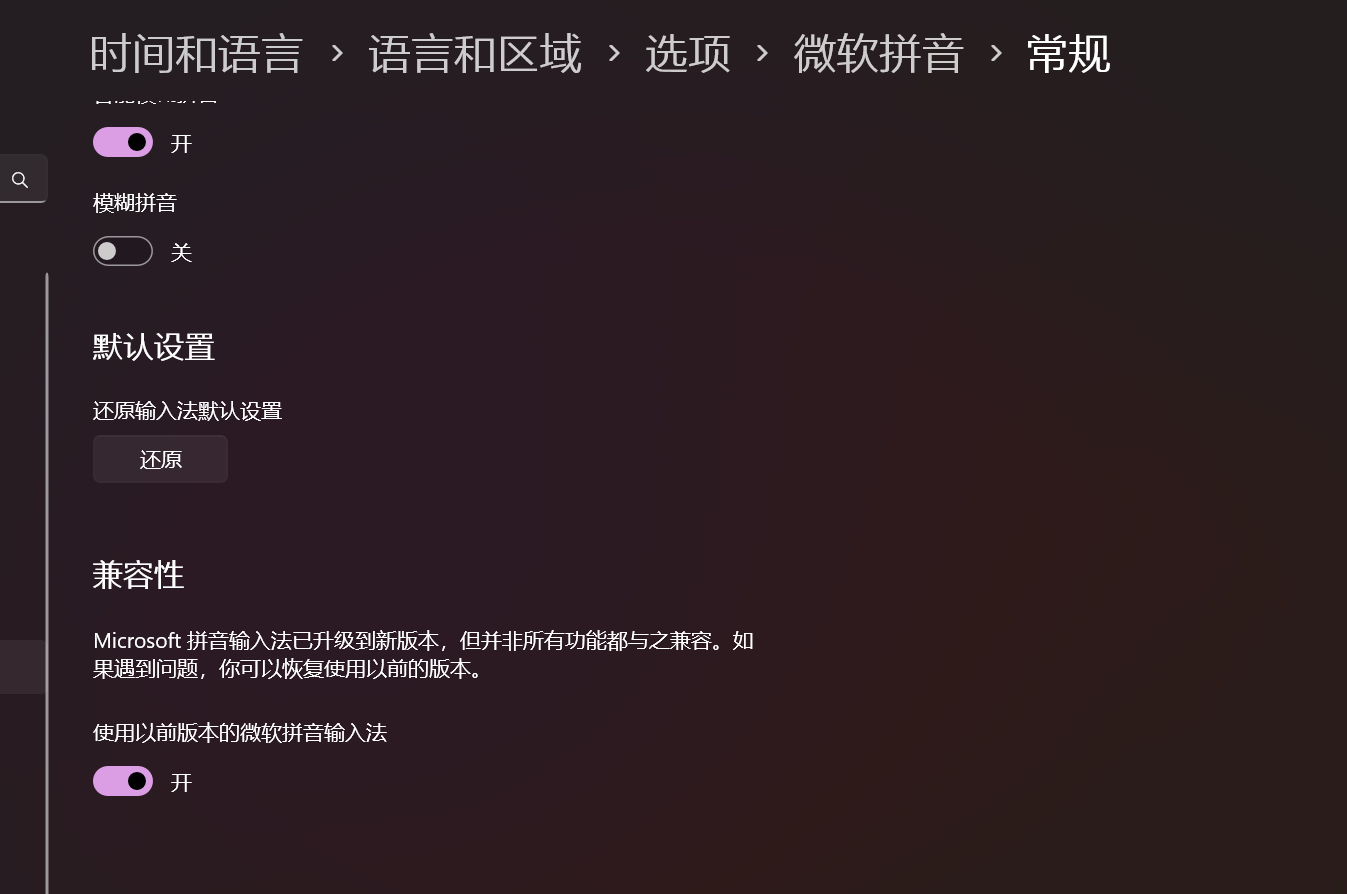 时间和语言 › 语言和区域 › 选项 › 微软拼音 › 常规
开
模糊拼音
关
默认设置
还原输入法默认设置
还原
兼容性
Microsoft 拼音输入法已升级到新版本，但并非所有功能都与之兼容。如
果遇到问题，你可以恢复使用以前的版本。
使用以前版本的微软拼音输入法
开